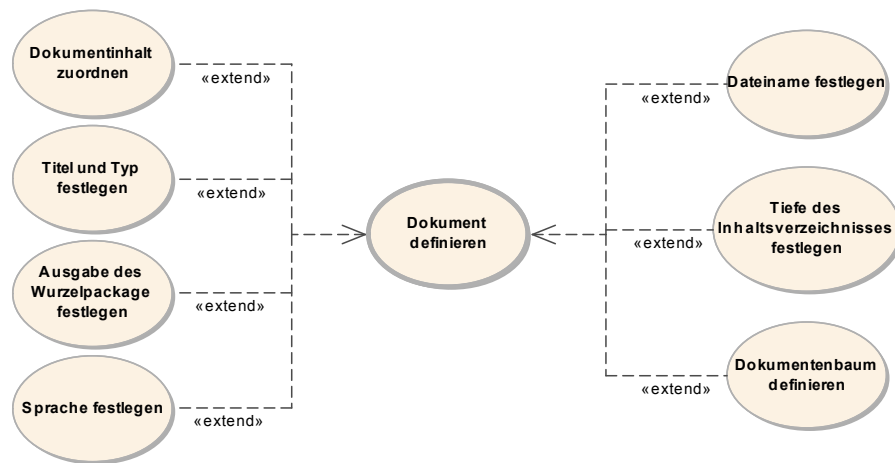 Dokumentinhalt
zuordnen
«extend»
Titel und Typ
festlegen
«extend»
Ausgabe des
Wurzelpackage
festlegen
«extend»
Sprache festlegen
«extend»
Dokument
definieren
Dateiname festlegen
«extend»
Tiefe des
Inhaltsverzeichnisses
festlegen
«extend»
Dokumentenbaum
definieren
«extend»